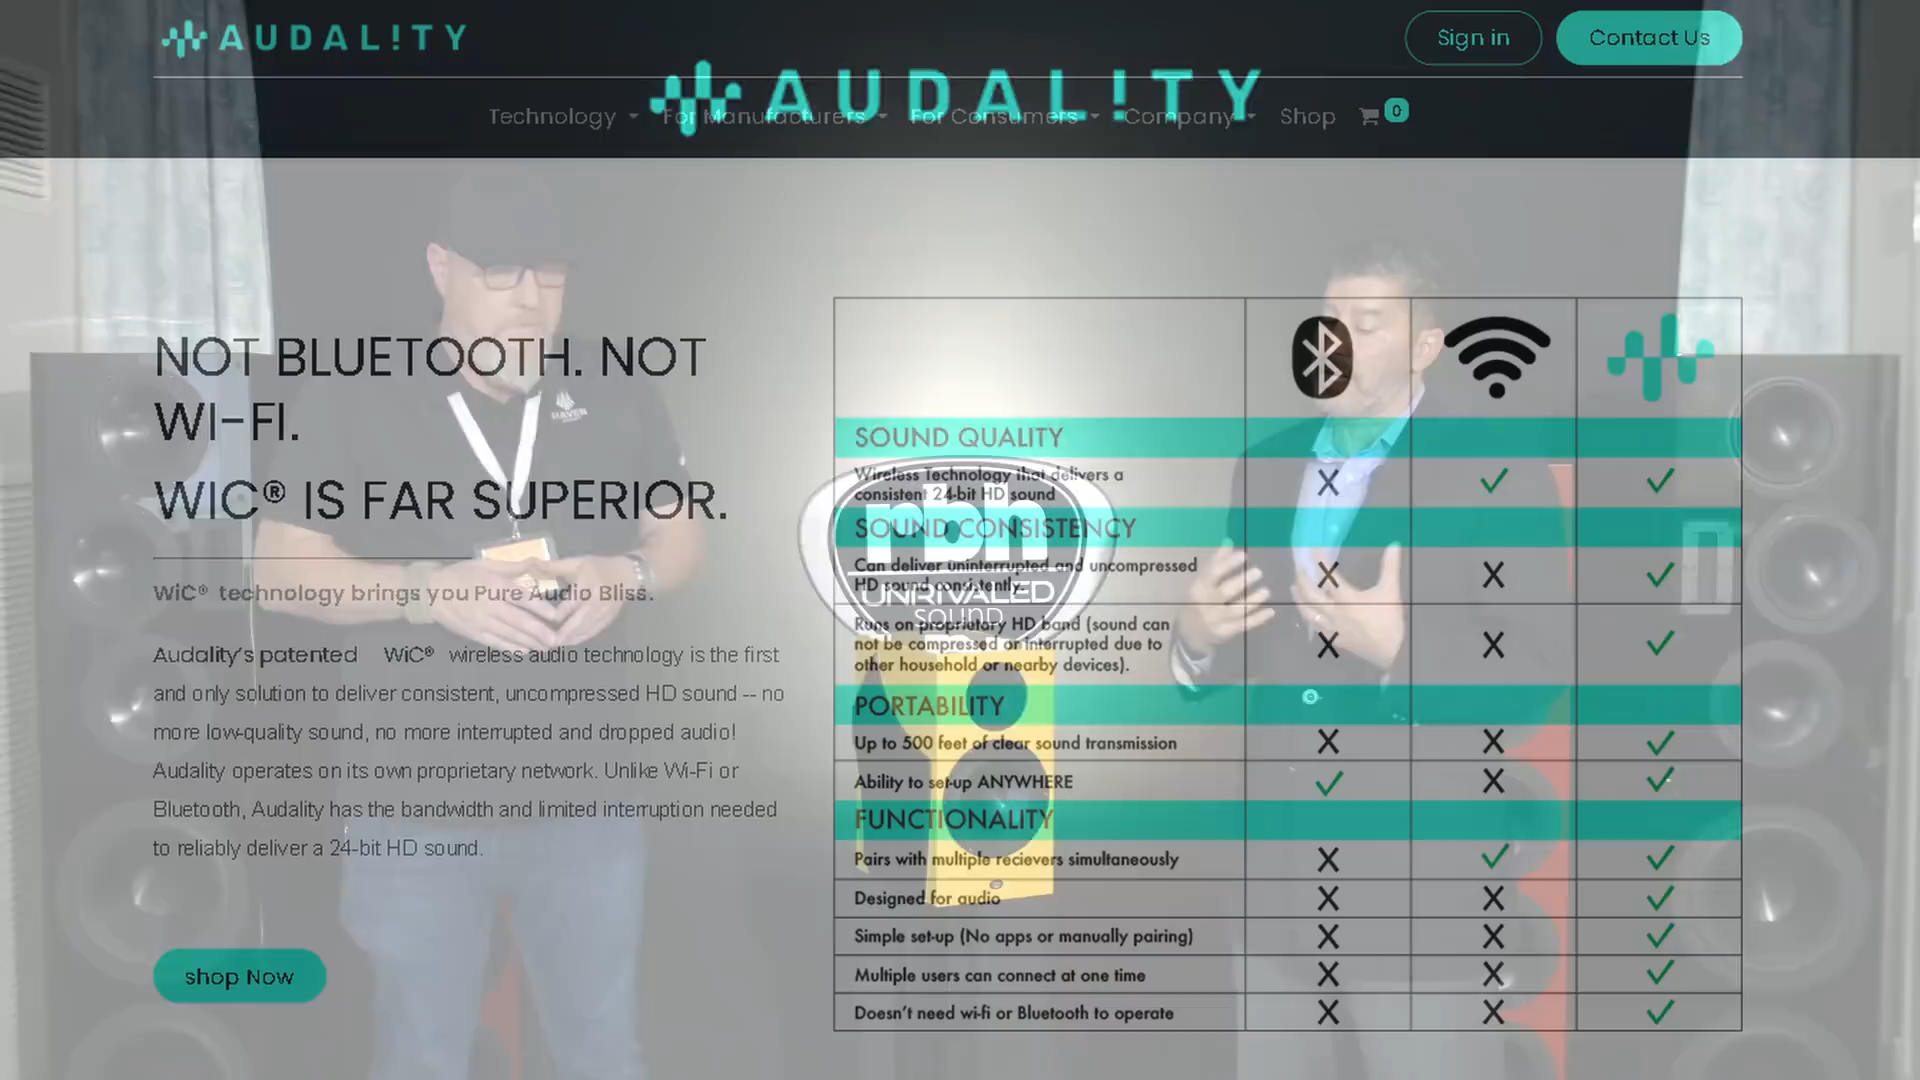 AUDAL!TY
Sign in
Contact Us
AUDAL!TY
Technology
For Manufacturers
For Consumers
Company
Shop
0
NOT BLUETOOTH. NOT
WI-FI.
WIC® IS FAR SUPERIOR.
WiC® technology brings you Pure Audio Bliss.
Audality's patented WiC® wireless audio technology is the first
and only solution to deliver consistent, uncompressed HD sound -- no
more low-quality sound, no more interrupted and dropped audio!
Audality operates on its own proprietary network. Unlike Wi-Fi or
Bluetooth, Audality has the bandwidth and limited interruption needed
to reliably deliver a 24-bit HD sound.
shop Now
HAVEN
SOUND QUALITY
Wireless Technology that delivers a
consistent 24-bit HD sound
SOUND CONSISTENCY
Can deliver uninterrupted and uncompressed
HD sound consistently.
Runs on proprietary HD band (sound can
not be compressed or interrupted due to
other household or nearby devices).
PORTABILITY
Up to 500 feet of clear sound transmission
Ability to set-up ANYWHERE
FUNCTIONALITY
Pairs with multiple recievers simultaneously
Designed for audio
Simple set-up (No apps or manually pairing)
Multiple users can connect at one time
Doesn't need wi-fi or Bluetooth to operate
rbh
UNRIVALED
sound